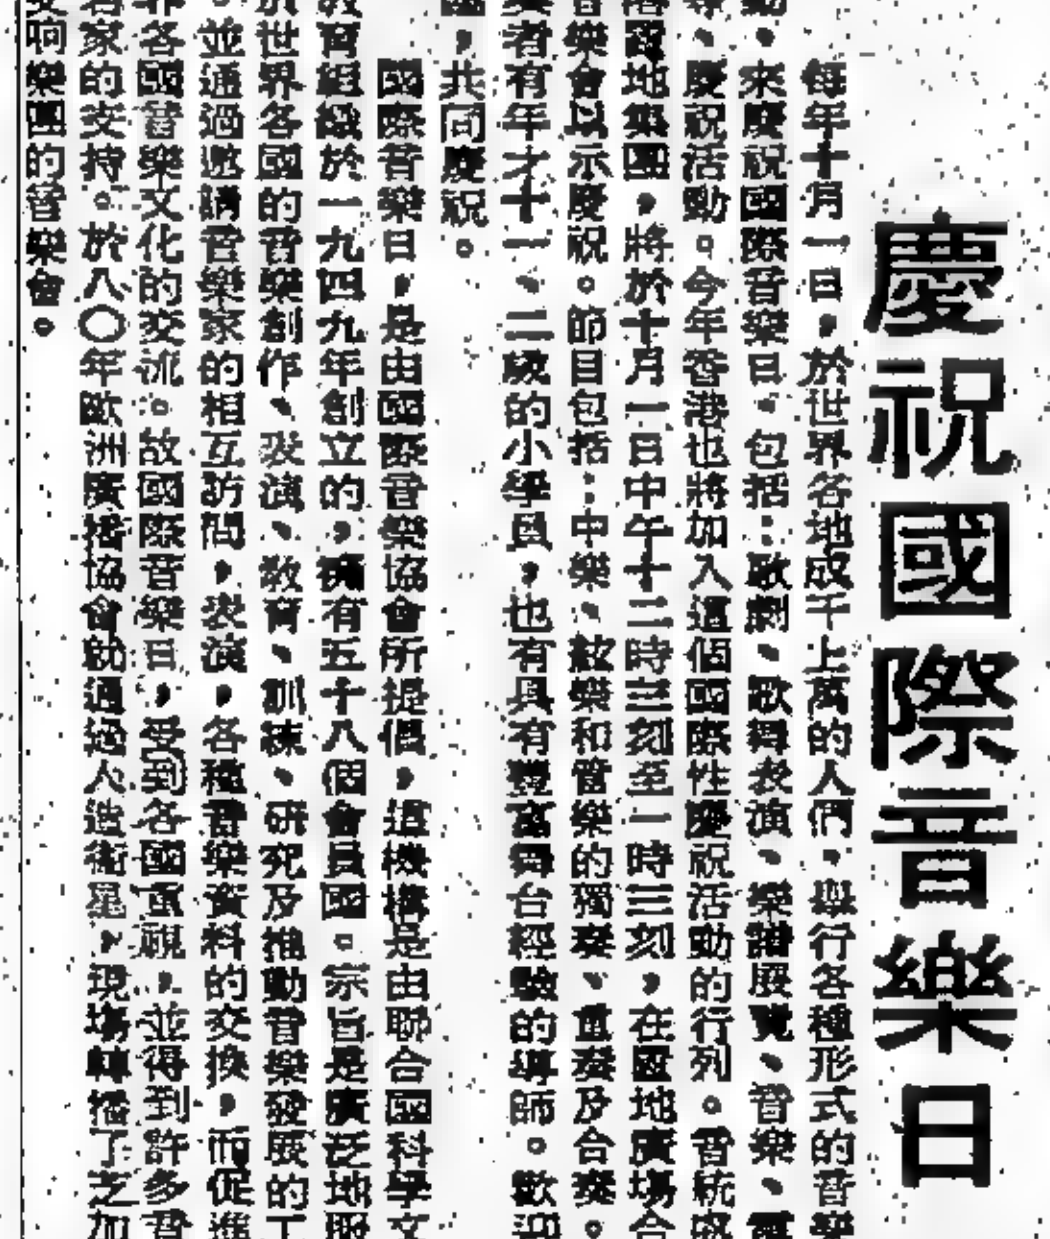 慶祝國際音樂日
每年十月一日，於世界各地成千上萬的人們，舉行各種形式的音樂
動，來慶祝國際音樂日，包括：歌劇、歌舞表演、樂譜展覽、音樂、電
等、慶祝活動。今年香港也將加入這個國際性慶祝活動的行列。音統處
港置地集團，將於十月一日中午十二時三刻至一時三刻，在置地廣場合
音樂會以示慶祝。節目包括：中樂、敲樂和管樂的獨奏、重奏及合奏。
奏者有年才十一、二歲的小學員，也有具有豐富舞台經驗的導師。歡迎
臨，共同慶祝。
國際音樂日，是由國際音樂協會所提倡，這機構是由聯合國科學文
教育組織於一九四九年創立的，擁有五十八個會員國。宗旨是廣泛地服
於世界各國的音樂創作、表演、教育、訓練、研究及推動音樂發展的工
。並通過邀請音樂家的相互訪問，表演，各種音樂資料的交換，而促進
界各國音樂文化的交流。故國際音樂日，受到各國重視，並得到許多音
名家的支持。於八〇年歐洲廣播協會就通過人造衛星，現場轉播了芝加
交响樂團的音樂會。